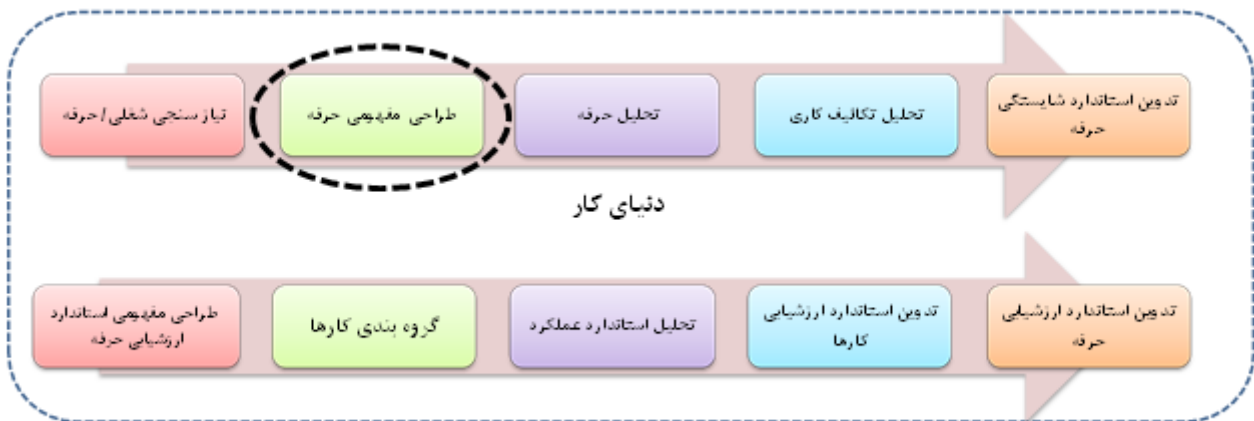 نیاز سنجی شغلی/حرفه
طراحی مفهومی حرفه
تحلیل حرفه
تحلیل تکالیف کاری
تدوین استاندارد شایستگی
حرفه
دنیای کار
طراحی مفهومی استاندارد
ارزشیابی حرفه
گروه بندی کارها
تحلیل استاندارد عملکرد
تدوین استاندارد ارزشیابی
کارها
تدوین استاندارد ارزشیابی
حرفه